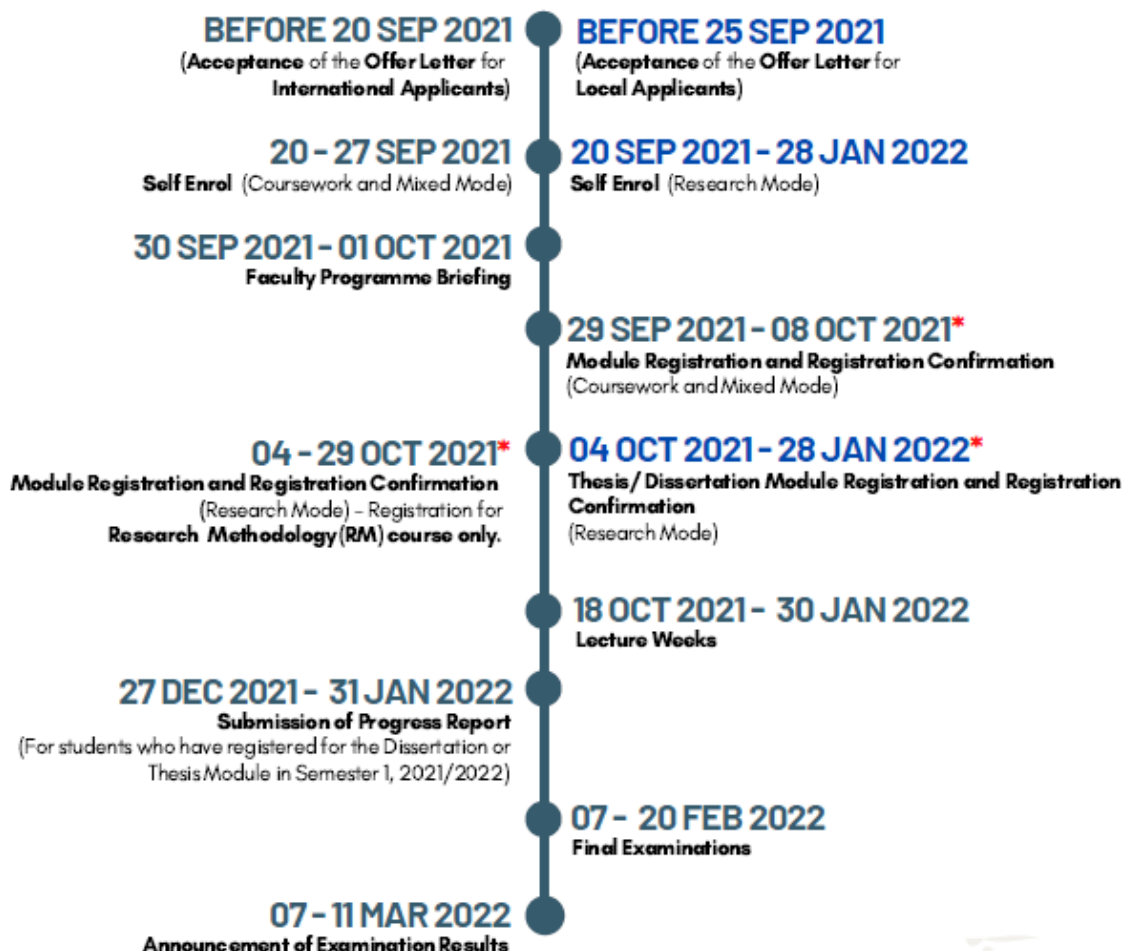 BEFORE 20 SEP 2021
(Acceptance of the Offer Letter for
International Applicants)
BEFORE 25 SEP 2021
(Acceptance of the Offer Letter for
Local Applicants)
20 - 27 SEP 2021
Self Enrol (Coursework and Mixed Mode)
20 SEP 2021 - 28 JAN 2022
Self Enrol (Research Mode)
30 SEP 2021 - 01 OCT 2021
Faculty Programme Briefing
29 SEP 2021 - 08 OCT 2021*
Module Registration and Registration Confirmation
(Coursework and Mixed Mode)
04 - 29 OCT 2021*
Module Registration and Registration Confirmation
(Research Mode) – Registration for
Research Methodology (RM) course only.
04 OCT 2021 - 28 JAN 2022*
Thesis/ Dissertation Module Registration and Registration
Confirmation
(Research Mode)
18 OCT 2021 - 30 JAN 2022
Lecture Weeks
27 DEC 2021 - 31 JAN 2022
Submission of Progress Report
(For students who have registered for the Dissertation or
Thesis Module in Semester 1, 2021/2022)
07 - 20 FEB 2022
Final Examinations
07 - 11 MAR 2022
Announcement of Examination Results